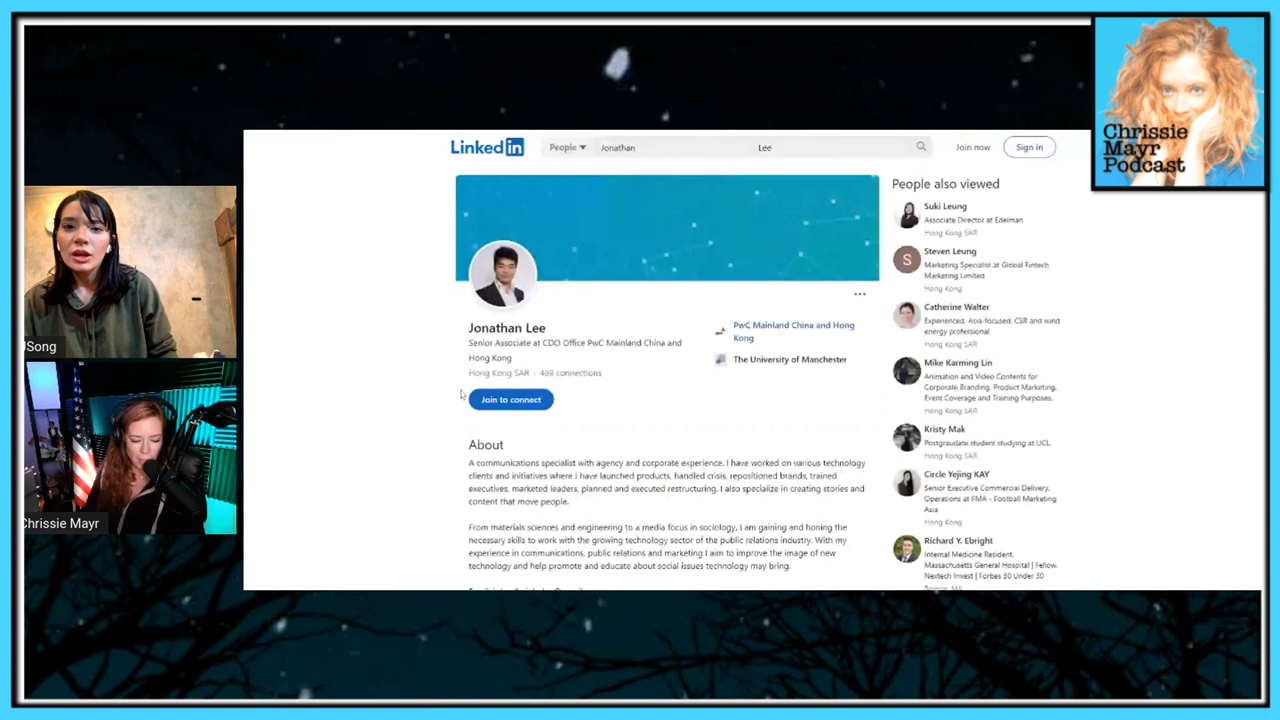 Chrissie
Mayr
Podcast
LinkedIn
People
Jonathan
Lee
Join now
Sign in
JSong
Chrissie Mayr
Jonathan Lee
Senior Associate at CDO Office PwC Mainland China and
Hong Kong
Hong Kong SAR · 469 connections
Join to connect
PwC Mainland China and Hong
Kong
The University of Manchester
About
A communications specialist with agency and corporate experience, I have worked on various technology
clients and initiatives where i have launched products, handled crisis, repositioned brands, trained
executives, marketed leaders, planned and executed restructuring. I also specialize in creating stories and
content that move people.
From materials sciences and engineering to a media focus in sociology, I am gaining and honing the
necessary skills to work with the growing technology sector of the public relations industry. With my
experience in communications, public relations and marketing I aim to improve the image of new
technology and help promote and educate about social issues technology may bring.
People also viewed
Suki Leung
Associate Director at Edelman
Hong Kong SAR
S
Steven Leung
Marketing Specialist at Global Fintech
Marketing Limited
Hong Kong
Catherine Walter
Experienced, Asia-focused, CSR and wind
energy professional
Hong Kong SAR
Mike Karming Lin
Animation and Video Contents for
Corporate Branding, Product Marketing,
Event Coverage and Training Purposes.
Hong Kong SAR
Kristy Mak
Postgraudate student studying at UCL.
Hong Kong SAR
Circle Yejing KAY
Senior Executive Commercial Delivery,
Operations at FMA - Football Marketing
Asia
Hong Kong
Richard Y. Ebright
Internal Medicine Resident,
Massachusetts General Hospital | Fellow,
Nextech Invest | Forbes 30 Under 30